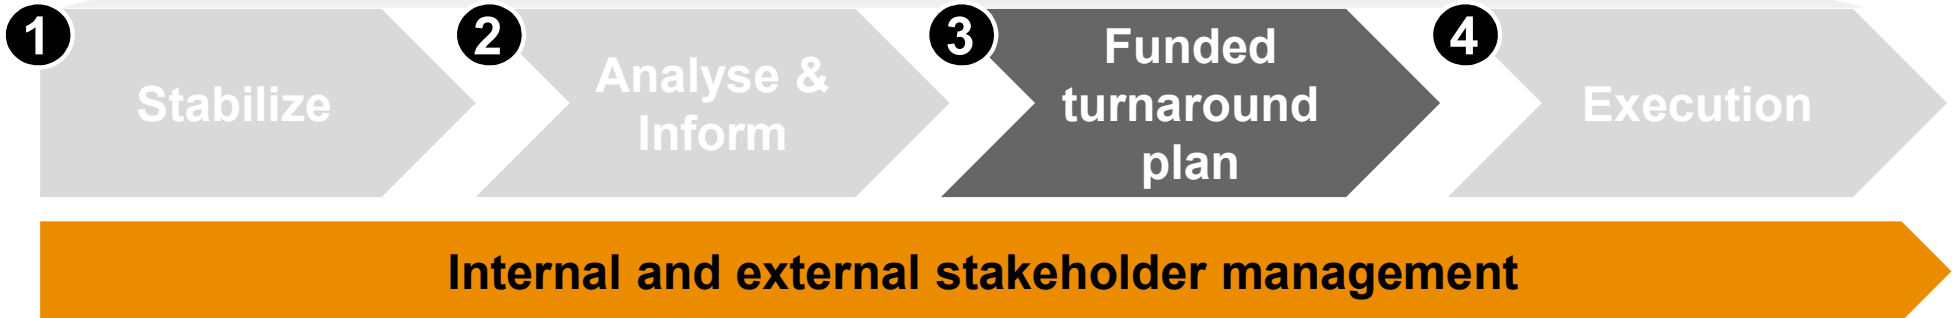 1
Stabilize
2
Analyse &
Inform
3
Funded
turnaround
plan
4
Execution
Internal and external stakeholder management